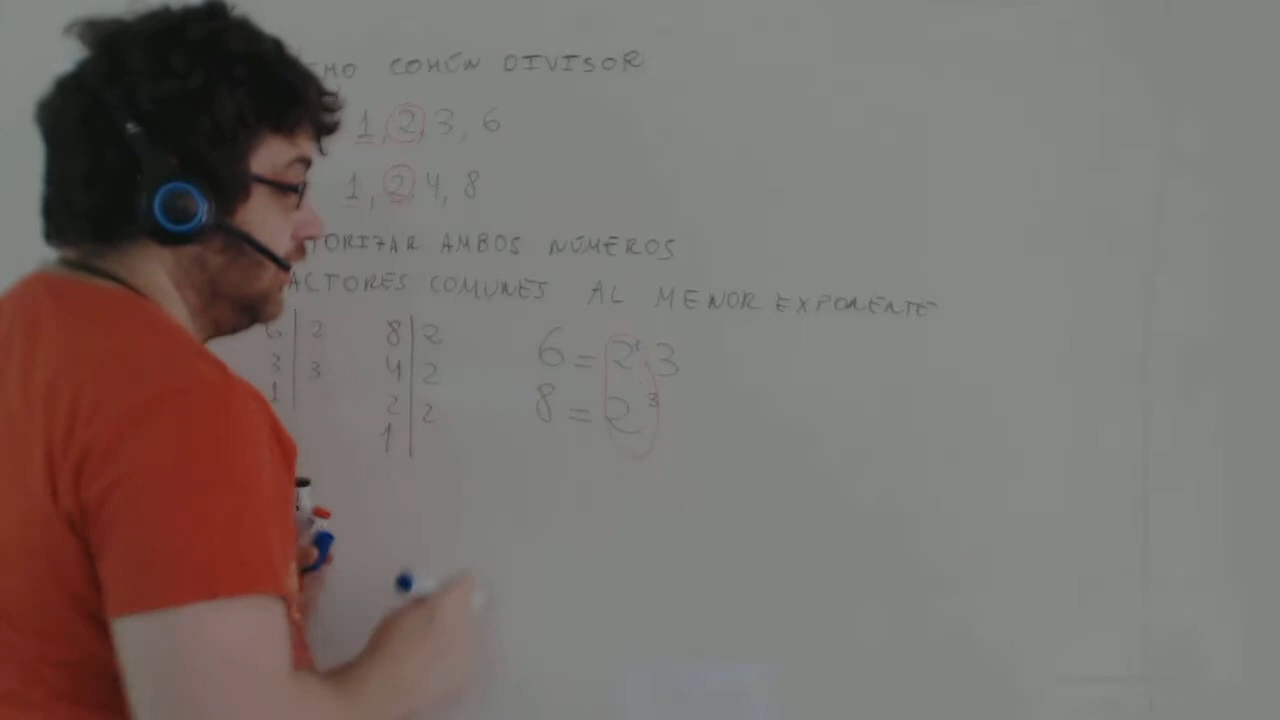 IMO COMÚN DIVISOR
1, 2, 3, 6
1, 2, 4, 8
TORIZAR AMBOS NÚMEROS
ACTORES COMUNES AL MENOR EXPONENTE
6 | 2 8 | 2
3 | 3 4 | 2
1 | 2 | 2
1 |
6 = 2¹·3
8 = 2³